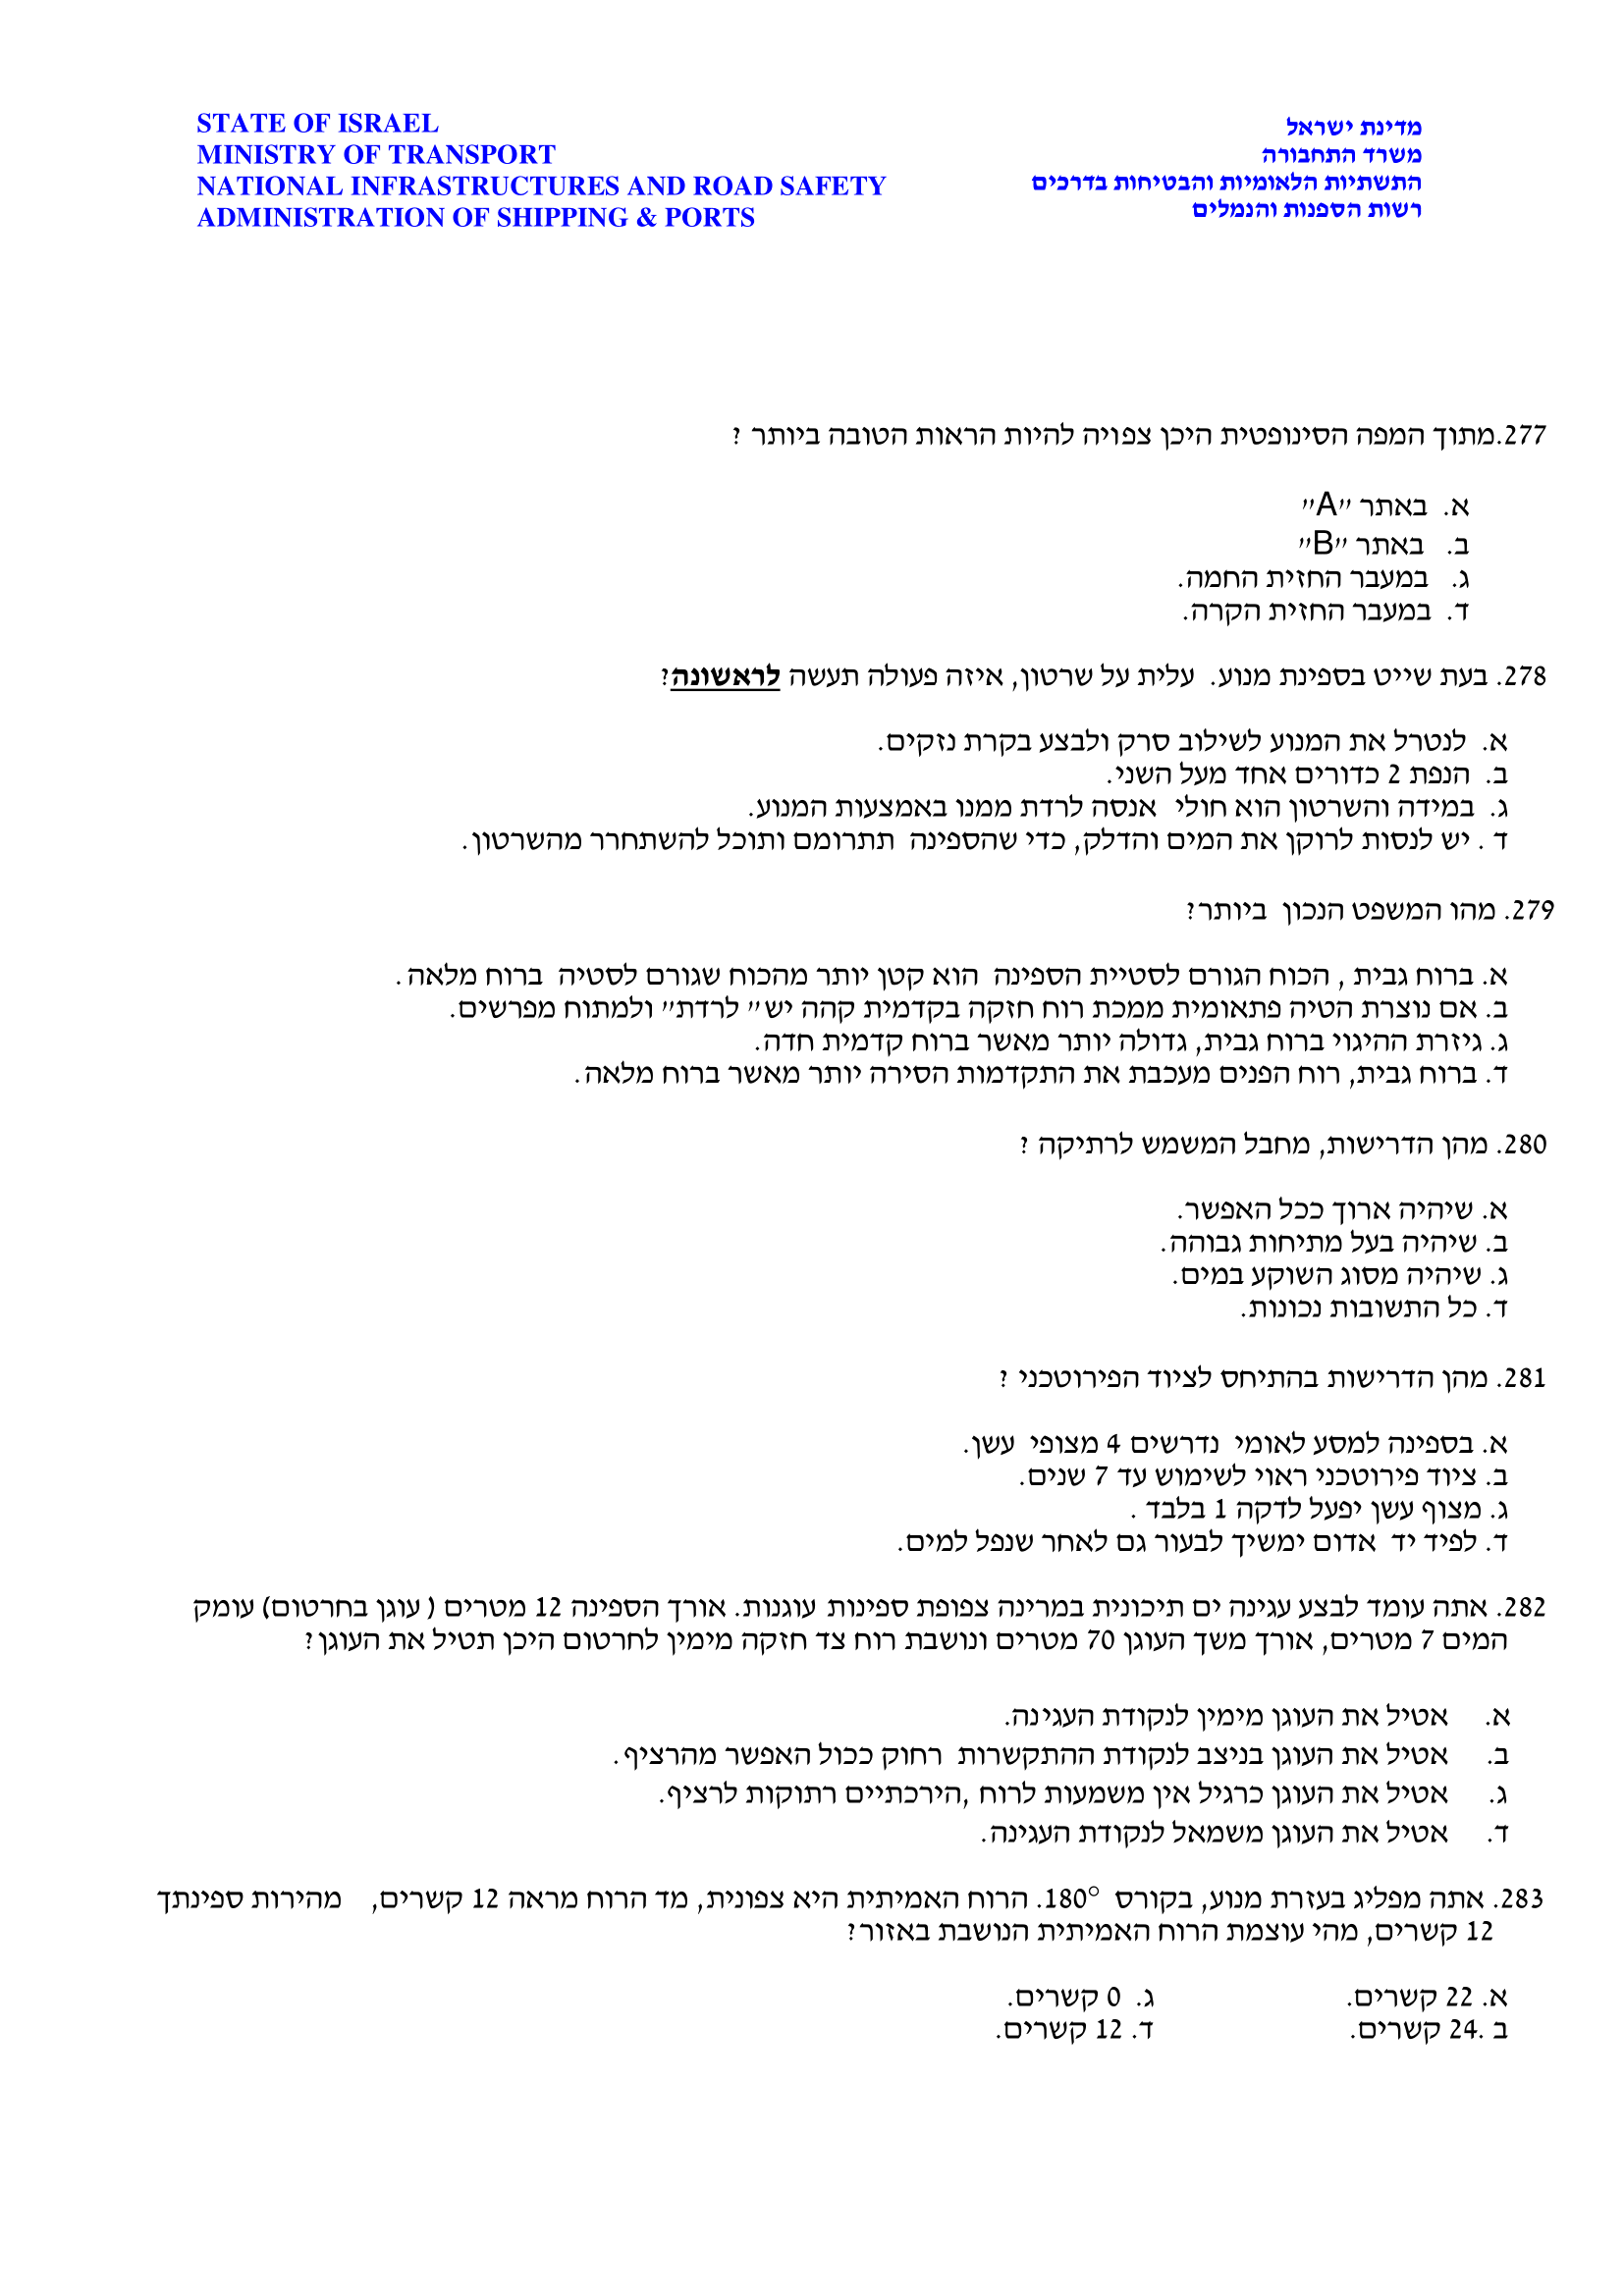 STATE OF ISRAEL
MINISTRY OF TRANSPORT
NATIONAL INFRASTRUCTURES AND ROAD SAFETY
ADMINISTRATION OF SHIPPING & PORTS
מדינת ישראל
משרד התחבורה
התשתיות הלאומיות והבטיחות בדרכים
רשות הספנות והנמלים
277.מתוך המפה הסינופטית היכן צפויה להיות הראות הטובה ביותר ?
א. באתר "A"
ב. באתר "B"
ג. במעבר החזית החמה.
ד. במעבר החזית הקרה.
278. בעת שייט בספינת מנוע. עלית על שרטון, איזה פעולה תעשה לראשונה?
א. לנטרל את המנוע לשילוב סרק ולבצע בקרת נזקים.
ב. הנפת 2 כדורים אחד מעל השני.
ג. במידה והשרטון הוא חולי אנסה לרדת ממנו באמצעות המנוע.
ד . יש לנסות לרוקן את המים והדלק, כדי שהספינה תתרומם ותוכל להשתחרר מהשרטון.
279. מהו המשפט הנכון ביותר?
א. ברוח גבית , הכוח הגורם לסטיית הספינה הוא קטן יותר מהכוח שגורם לסטיה ברוח מלאה .
ב. אם נוצרת הטיה פתאומית ממכת רוח חזקה בקדמית קהה יש" לרדת" ולמתוח מפרשים.
ג. גיזרת ההיגוי ברוח גבית, גדולה יותר מאשר ברוח קדמית חדה.
ד. ברוח גבית, רוח הפנים מעכבת את התקדמות הסירה יותר מאשר ברוח מלאה.
280. מהן הדרישות, מחבל המשמש לרתיקה ?
א. שיהיה ארוך ככל האפשר.
ב. שיהיה בעל מתיחות גבוהה.
ג. שיהיה מסוג השוקע במים.
ד. כל התשובות נכונות.
281. מהן הדרישות בהתיחס לציוד הפירוטכני ?
א. בספינה למסע לאומי נדרשים 4 מצופי עשן.
ב. ציוד פירוטכני ראוי לשימוש עד 7 שנים.
ג. מצוף עשן יפעל לדקה 1 בלבד .
ד. לפיד יד אדום ימשיך לבעור גם לאחר שנפל למים.
282. אתה עומד לבצע עגינה ים תיכונית במרינה צפופת ספינות עוגנות. אורך הספינה 12 מטרים ( עוגן בחרטום) עומק
המים 7 מטרים, אורך משך העוגן 70 מטרים ונושבת רוח צד חזקה מימין לחרטום היכן תטיל את העוגן?
א. אטיל את העוגן מימין לנקודת העגינה.
ב. אטיל את העוגן בניצב לנקודת ההתקשרות רחוק ככול האפשר מהרציף.
ג. אטיל את העוגן כרגיל אין משמעות לרוח ,הירכתיים רתוקות לרציף.
ד. אטיל את העוגן משמאל לנקודת העגינה.
283. אתה מפליג בעזרת מנוע, בקורס 180°. הרוח האמיתית היא צפונית, מד הרוח מראה 12 קשרים, מהירות ספינתך
12 קשרים, מהי עוצמת הרוח האמיתית הנושבת באזור?
א. 22 קשרים. ג. 0 קשרים.
ב .24 קשרים. ד. 12 קשרים.